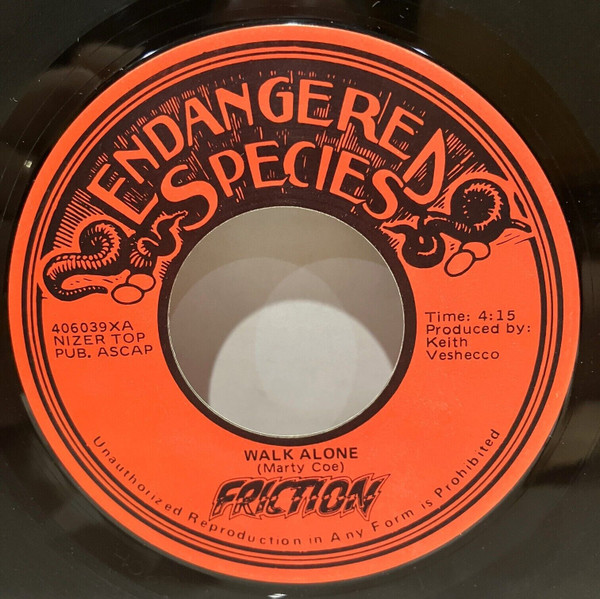 ENDANGERED
SPECIES
406039XA
NIZER TOP
PUB. ASCAP
Time: 4:15
Produced by:
Keith
Veshecco
WALK ALONE
(Marty Coe)
FRICTION
Unauthorized Reproduction in Any Form is Prohibited